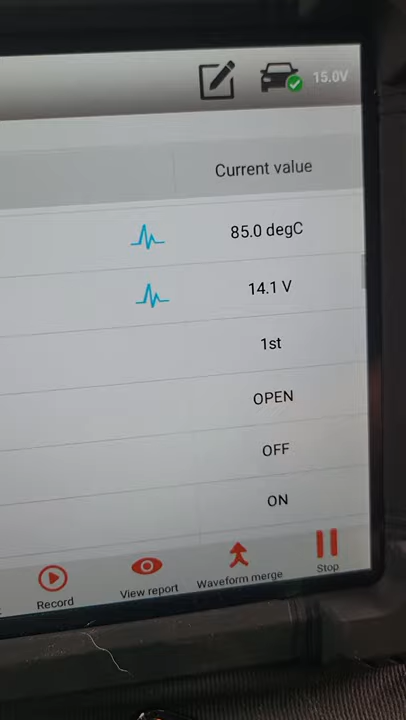 15.0V
Current value
85.0 degC
14.1 V
1st
OPEN
OFF
ON
Record
View report
Waveform merge
Stop